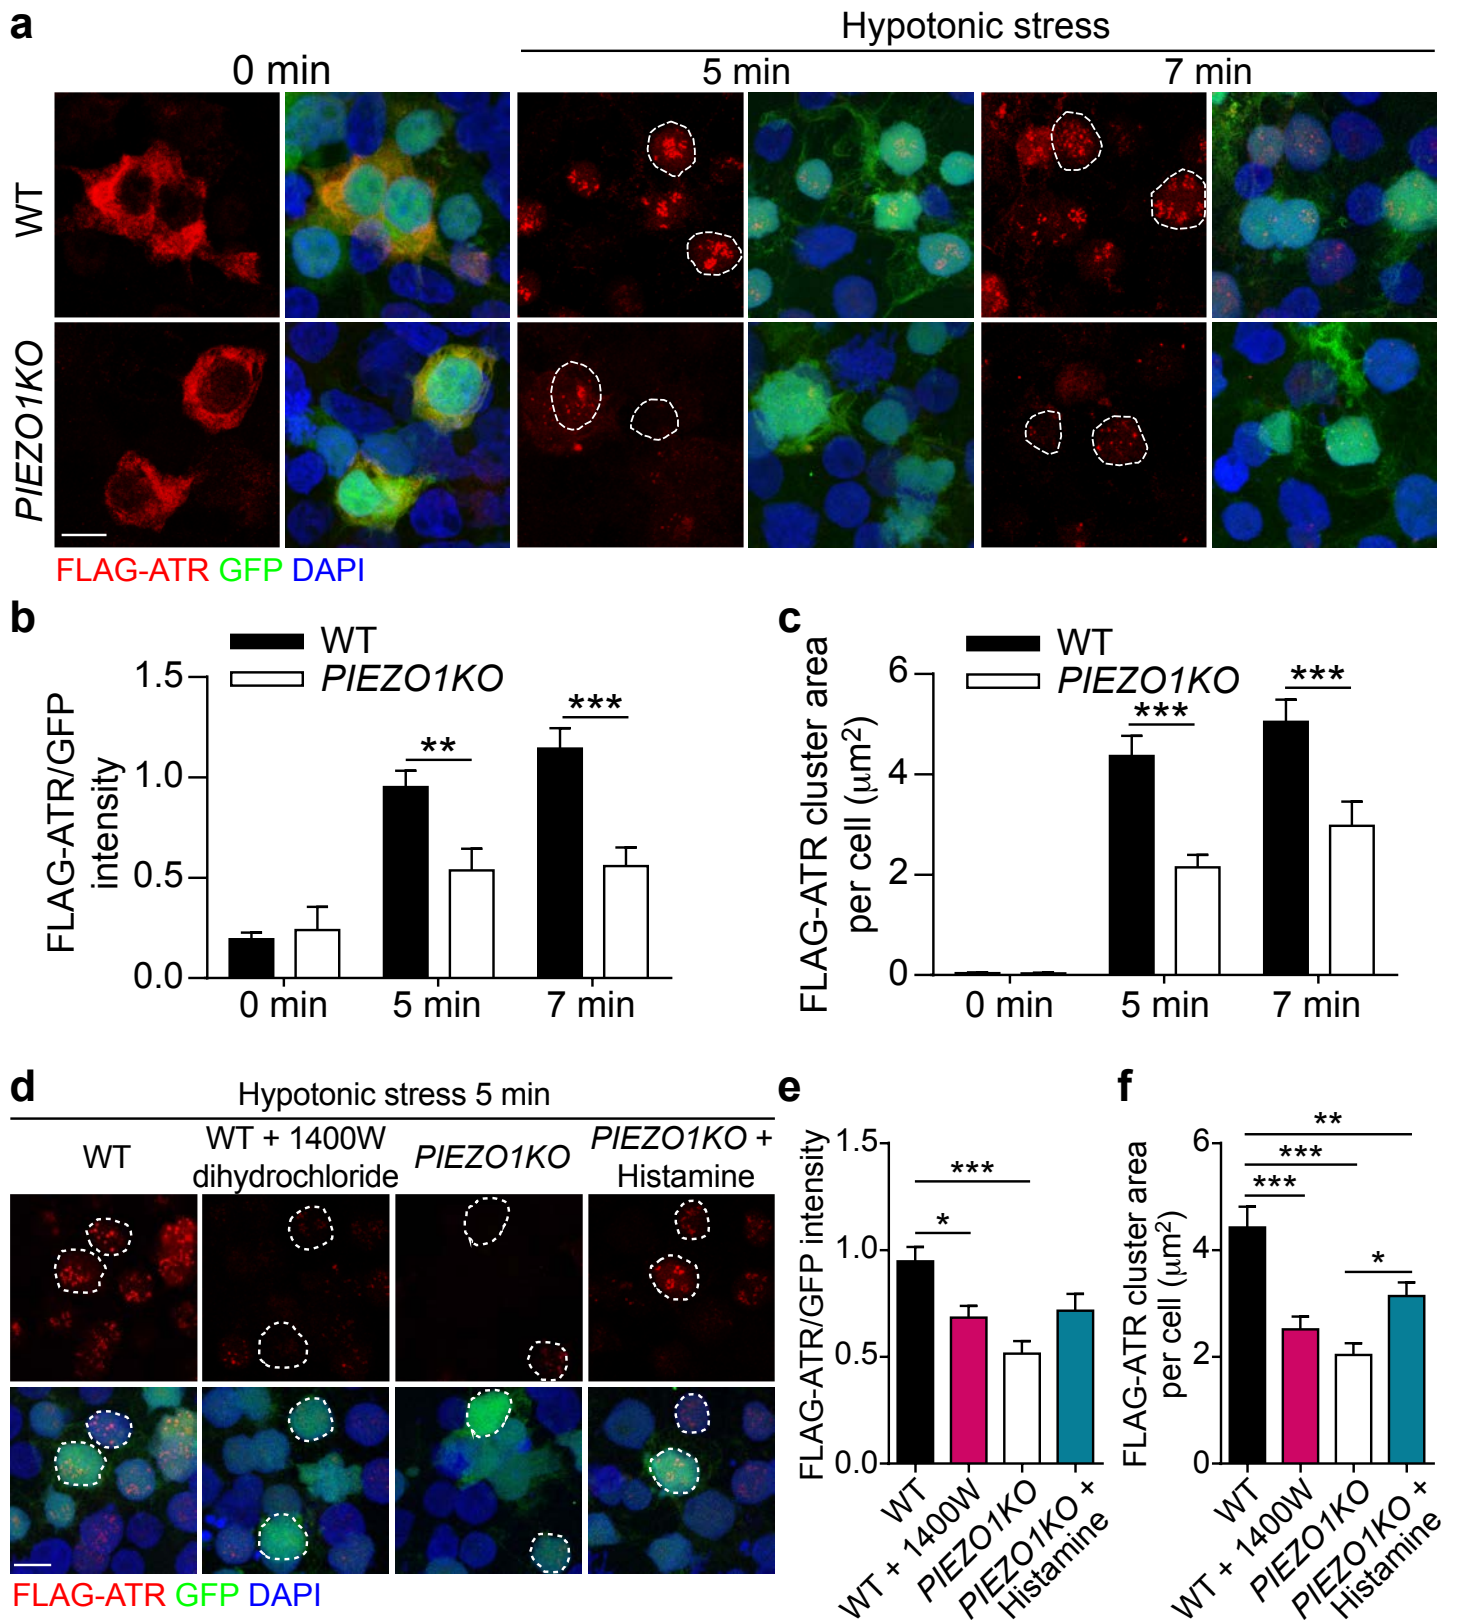 a
Hypotonic stress
0 min
5 min
7 min
WT
PIEZO1KO
FLAG-ATR GFP DAPI
b
WT
PIEZO1KO
FLAG-ATR/GFP
intensity
1.5
1.0
0.5
0.0
**
***
0 min
5 min
7 min
c
WT
PIEZO1KO
FLAG-ATR cluster area
per cell (μm²)
6
4
2
0
***
***
0 min
5 min
7 min
d
Hypotonic stress 5 min
WT
WT + 1400W
dihydrochloride
PIEZO1KO
PIEZO1KO +
Histamine
FLAG-ATR GFP DAPI
e
FLAG-ATR/GFP intensity
1.5
1.0
0.5
0.0
***
*
WT
WT + 1400W
PIEZO1KO
PIEZO1KO +
Histamine
f
FLAG-ATR cluster area
per cell (μm²)
6
4
2
0
**
***
***
*
WT
WT + 1400W
PIEZO1KO
PIEZO1KO +
Histamine